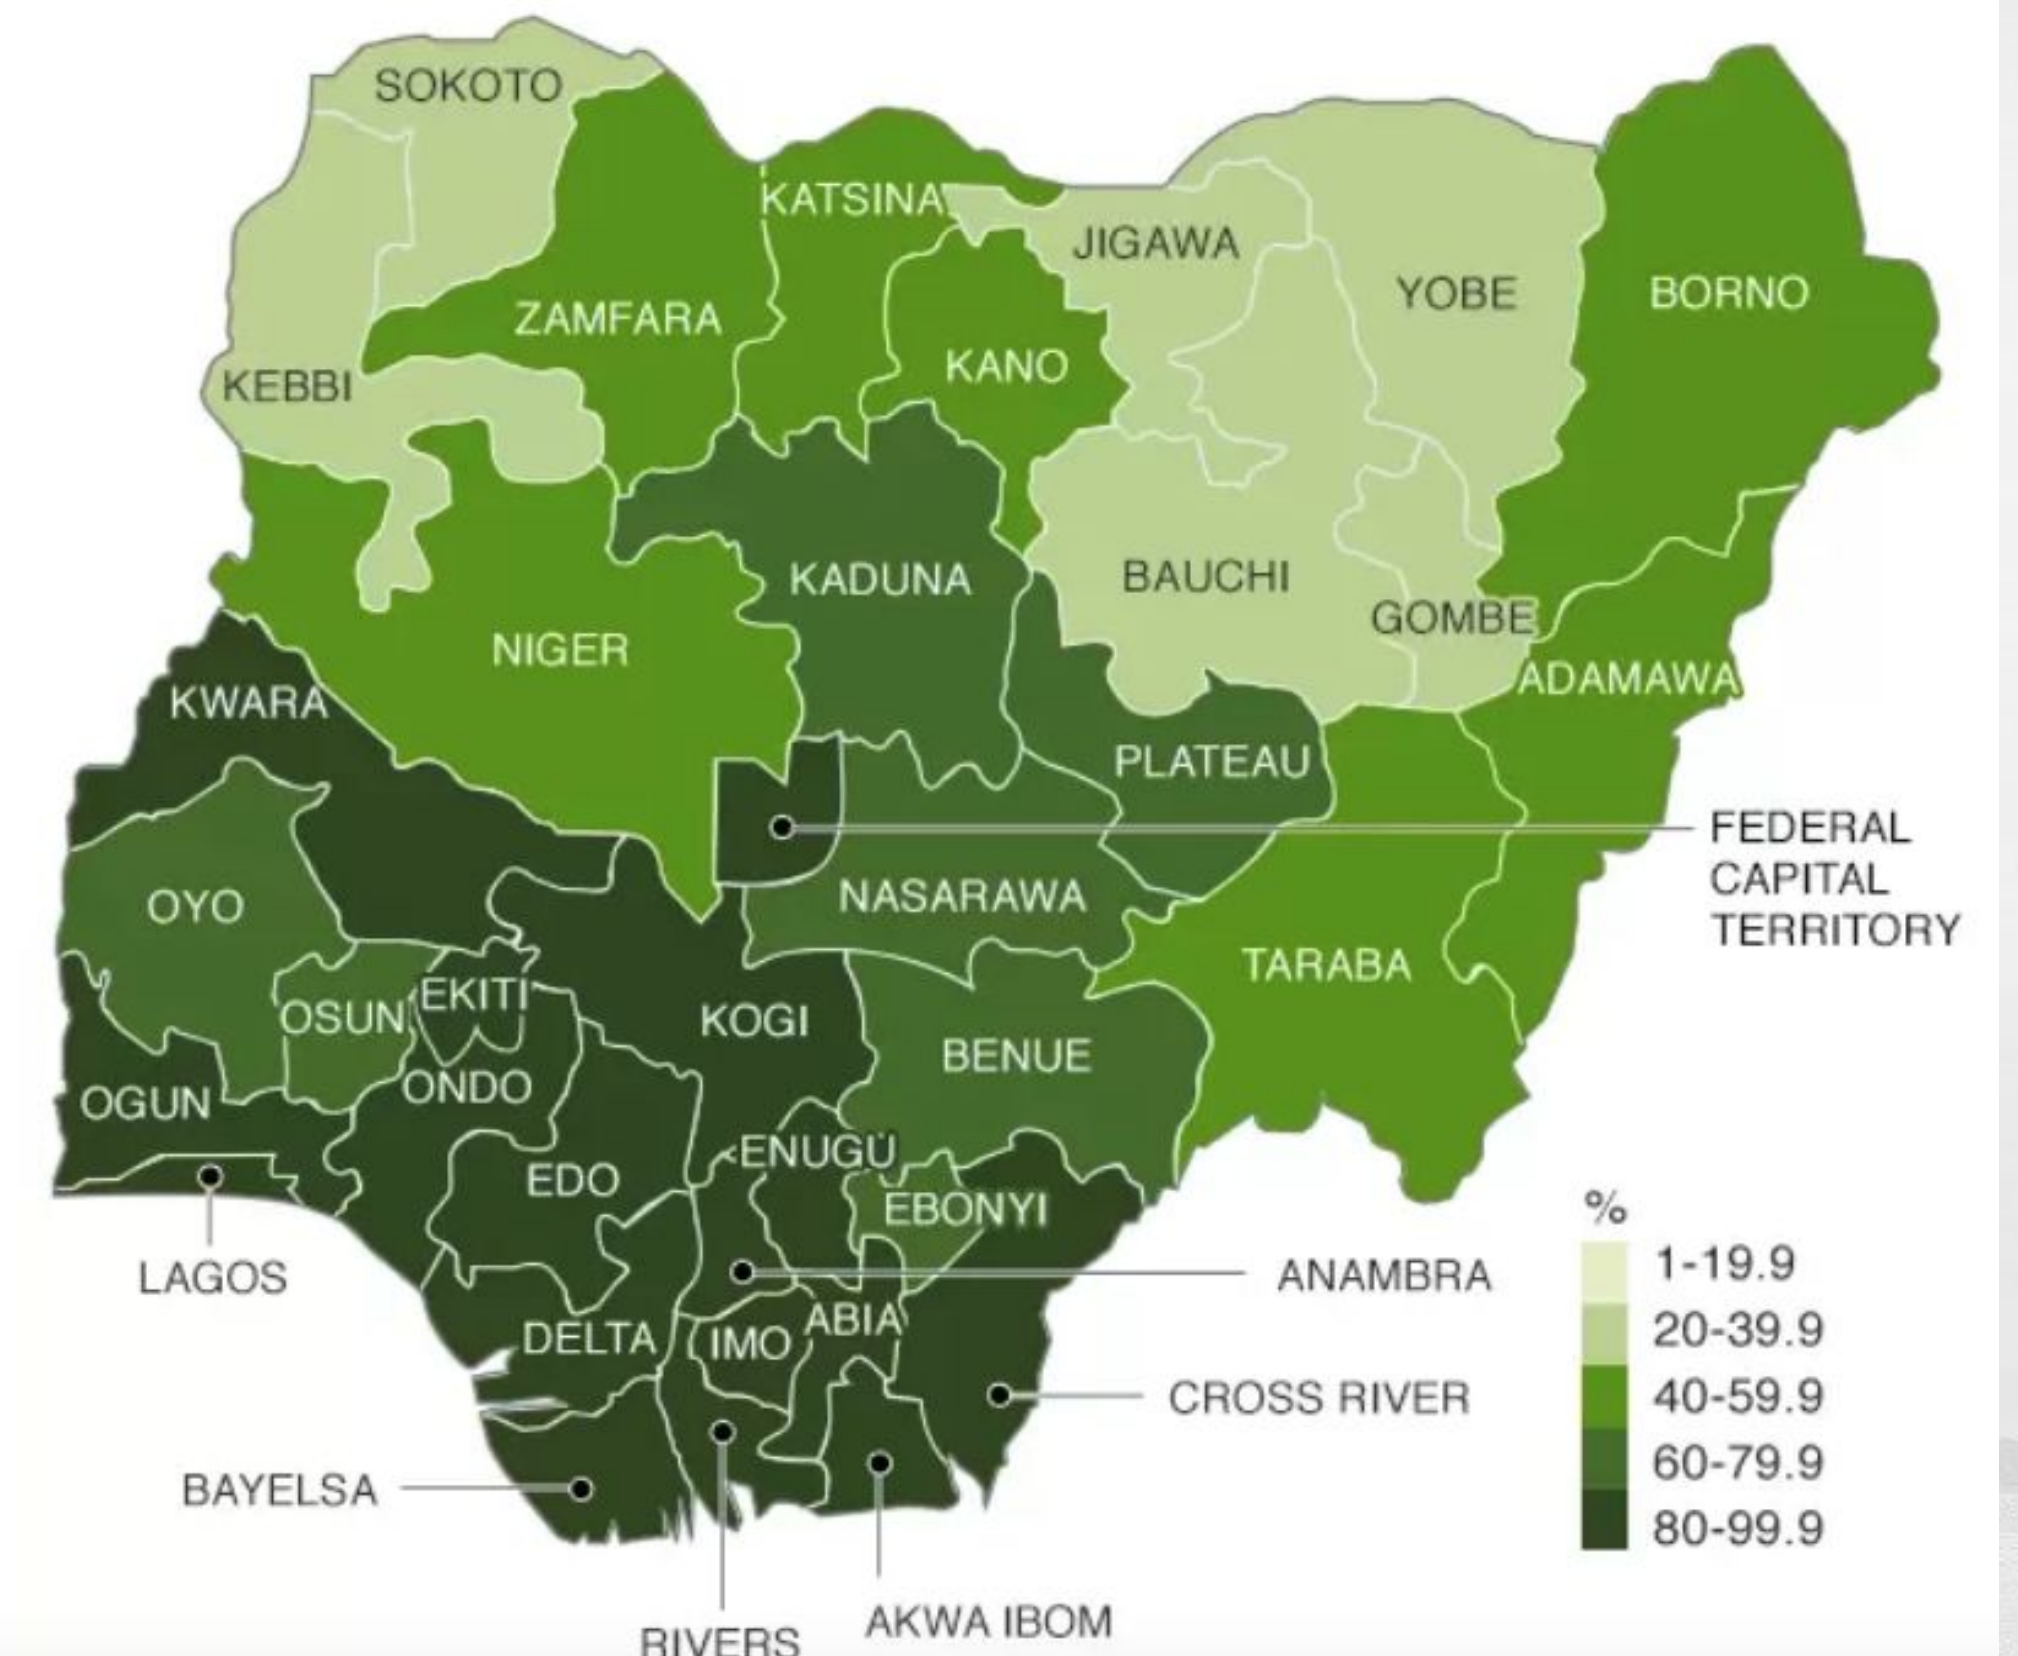 SOKOTO
KATSINA
JIGAWA
YOBE
BORNO
ZAMFARA
KANO
KEBBI
KADUNA
BAUCHI
GOMBE
NIGER
ADAMAWA
KWARA
PLATEAU
FEDERAL
CAPITAL
TERRITORY
OYO
NASARAWA
TARABA
EKITI
OSUN
KOGI
BENUE
ONDO
OGUN
ENUGU
EDO
EBONYI
LAGOS
ANAMBRA
ABIA
DELTA
IMO
CROSS RIVER
BAYELSA
AKWA IBOM
RIVERS
%
1-19.9
20-39.9
40-59.9
60-79.9
80-99.9